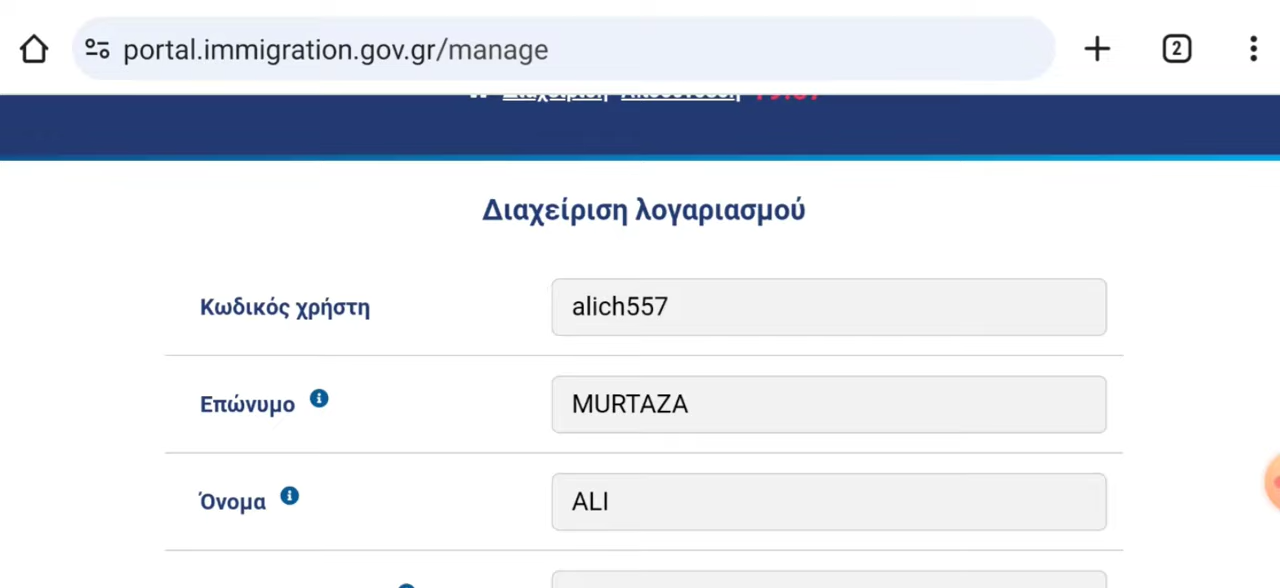 portal.immigration.gov.gr/manage
2
Διαχείριση λογαριασμού
Κωδικός χρήστη
alich557
Επώνυμο
MURTAZA
Όνομα
ALI